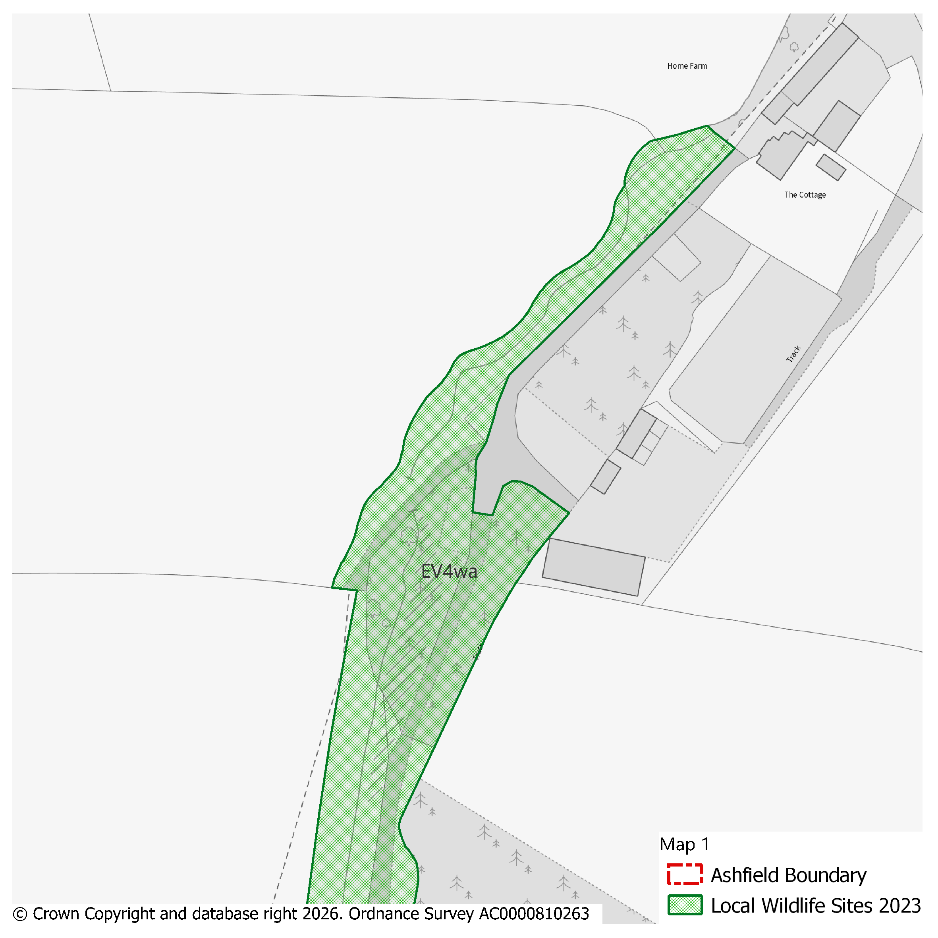 Home Farm
The Cottage
Track
EV4wa
Map 1
Ashfield Boundary
Local Wildlife Sites 2023
© Crown Copyright and database right 2026. Ordnance Survey AC0000810263